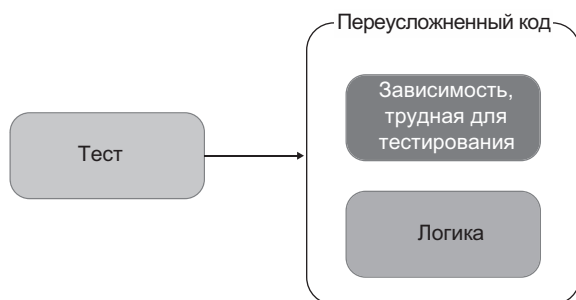 Переусложненный код
Зависимость,
трудная для
тестирования
Тест
Логика